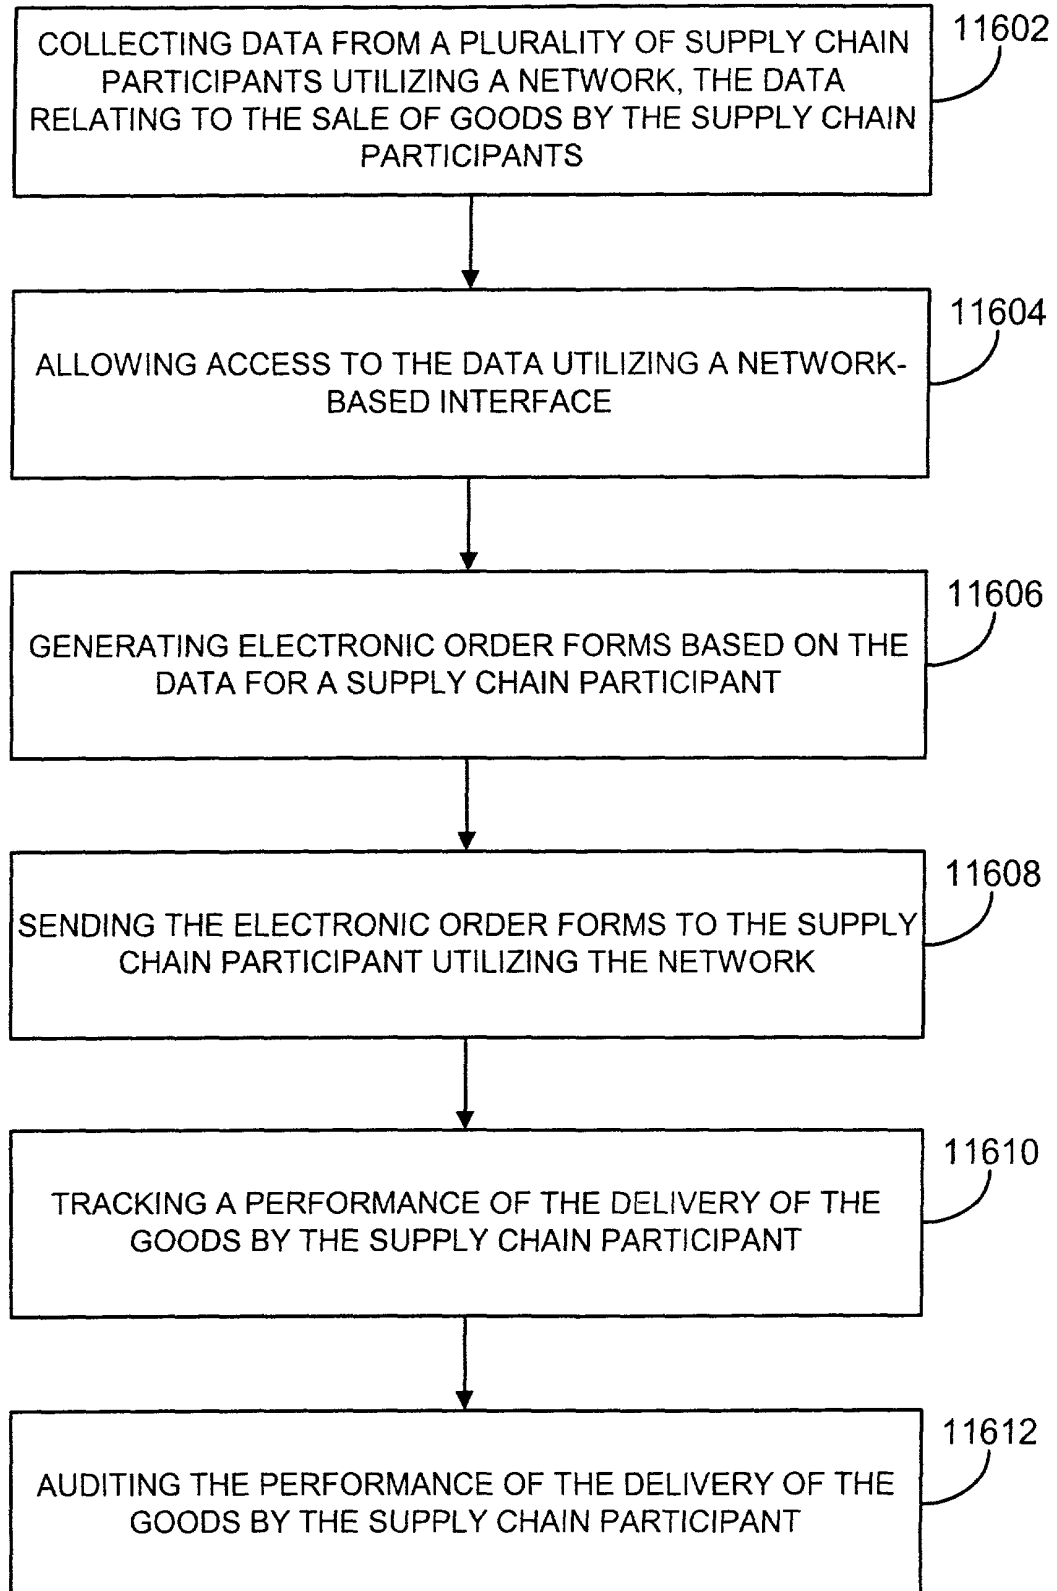 COLLECTING DATA FROM A PLURALITY OF SUPPLY CHAIN
PARTICIPANTS UTILIZING A NETWORK, THE DATA
RELATING TO THE SALE OF GOODS BY THE SUPPLY CHAIN
PARTICIPANTS
11602
ALLOWING ACCESS TO THE DATA UTILIZING A NETWORK-
BASED INTERFACE
11604
GENERATING ELECTRONIC ORDER FORMS BASED ON THE
DATA FOR A SUPPLY CHAIN PARTICIPANT
11606
SENDING THE ELECTRONIC ORDER FORMS TO THE SUPPLY
CHAIN PARTICIPANT UTILIZING THE NETWORK
11608
TRACKING A PERFORMANCE OF THE DELIVERY OF THE
GOODS BY THE SUPPLY CHAIN PARTICIPANT
11610
AUDITING THE PERFORMANCE OF THE DELIVERY OF THE
GOODS BY THE SUPPLY CHAIN PARTICIPANT
11612